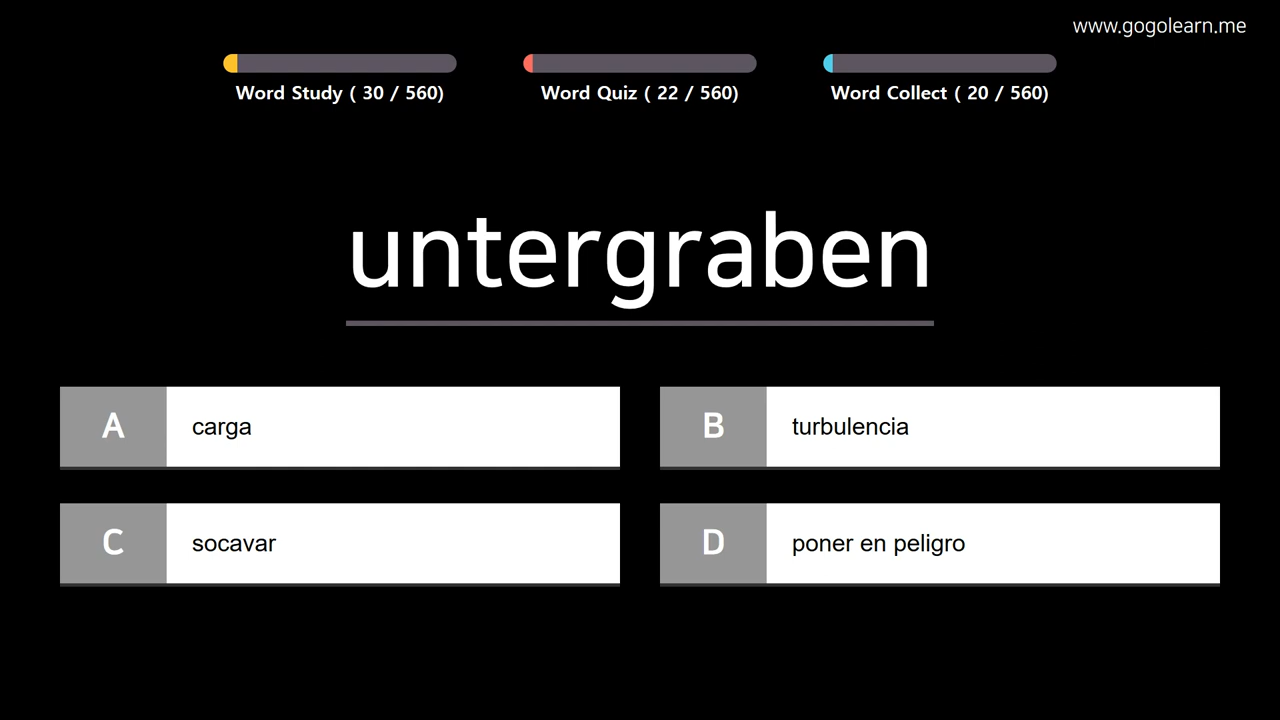 www.gogolearn.me
Word Study ( 30 / 560)
Word Quiz ( 22 / 560)
Word Collect ( 20 / 560)
untergraben
A carga
B turbulencia
C socavar
D poner en peligro